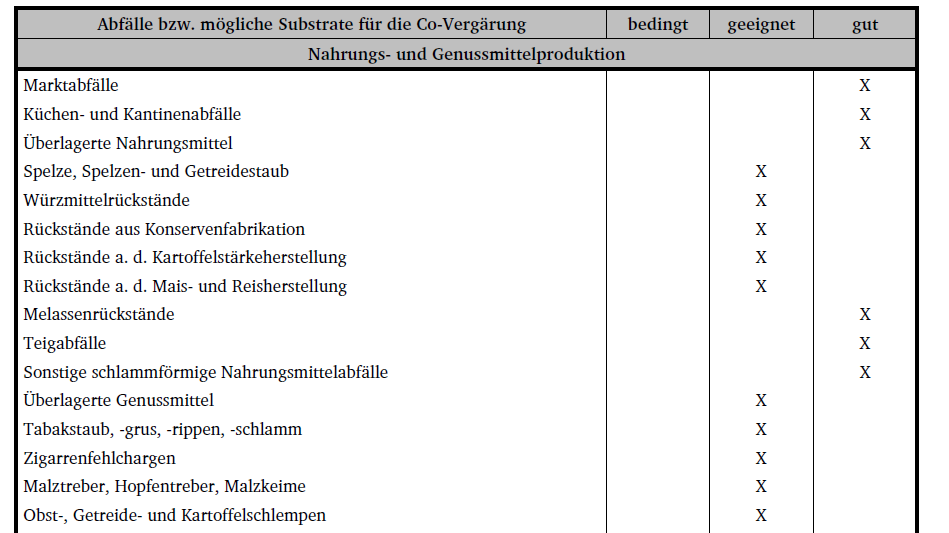 Abfälle bzw. mögliche Substrate für die Co-Vergärung bedingt geeignet gut
Nahrungs- und Genussmittelproduktion
Marktabfälle X
Küchen- und Kantinenabfälle X
Überlagerte Nahrungsmittel X
Spelze, Spelzen- und Getreidestaub X
Würzmittelrückstände X
Rückstände aus Konservenfabrikation X
Rückstände a. d. Kartoffelstärkeherstellung X
Rückstände a. d. Mais- und Reisherstellung X
Melassenrückstände X
Teigabfälle X
Sonstige schlammförmige Nahrungsmittelabfälle X
Überlagerte Genussmittel X
Tabakstaub, -grus, -rippen, -schlamm X
Zigarrenfehlchargen X
Malztreber, Hopfentreber, Malzkeime X
Obst-, Getreide- und Kartoffelschlempen X